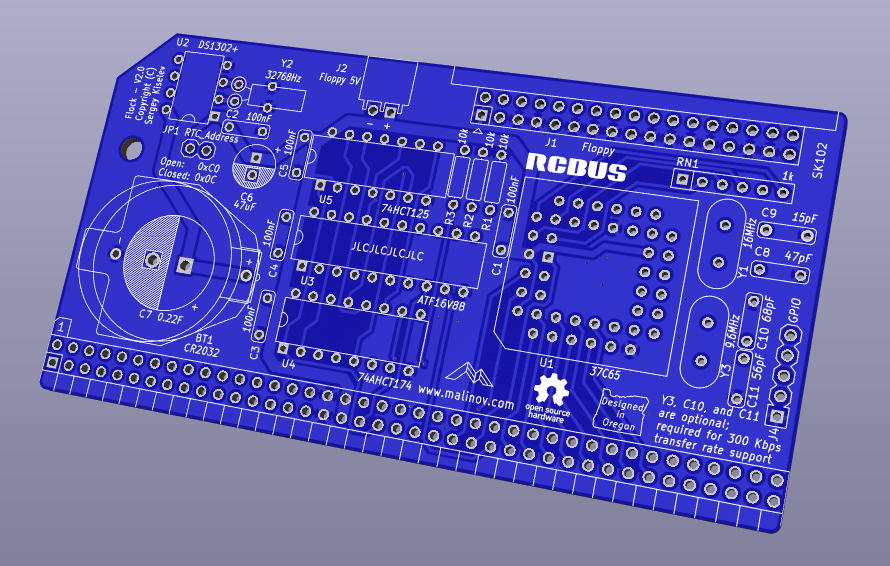 U2
DS1302+
Flock - V2.0
Copyright (C)
Sergey Kiselev
Y2
32768Hz
J2
Floppy 5V
- +
C2
100nF
JP1
RTC_Address
Open: 0xC0
Closed: 0x0C
+
C6
47uF
C5
100nF
U5
74HCT125
10k
10k
10k
R3
R2
R1
J1
Floppy
RCBUS
RN1
1k
SK102
C9
15pF
16MHz
Y1
C8
47pF
100nF
C1
C4
100nF
JLCJLCJLCJLC
U3
ATF16V8B
-
+
+
C7 0.22F
BT1
CR2032
C3
100nF
U4
74AHCT174
1
www.malinov.com
open source
hardware
U1
37C65
Designed
in
Oregon
9.6MHz
Y3
C10 68pF
C11 56pF
C11
GPIO
J4
Y3, C10, and
are optional;
required for 300 Kbps
transfer rate support